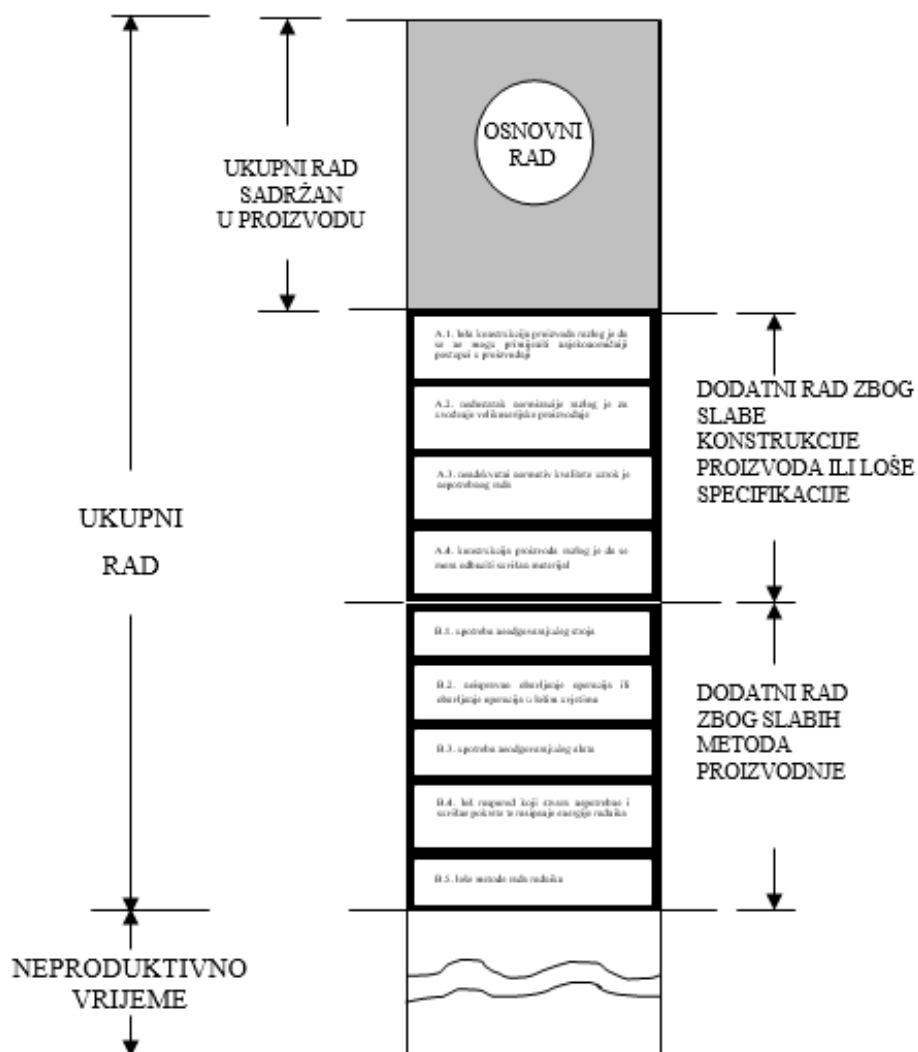 OSNOVNI
RAD
UKUPNI RAD
SADRŽAN
U PROIZVODU
A.1. loša konstrukcija proizvoda razlog je da
se ne mogu primijeniti najekonomičniji
postupci u proizvodnji
A.2. nedostatak normizacije razlog je za
uvođenje velikoserijske proizvodnje
A.3. neadekvatni normativ kvalitete uzrok je
nepotrebnog rada
A.4. konstrukcija proizvoda razlog je da se
mora odbaciti suvišan materijal
DODATNI RAD ZBOG
SLABE
KONSTRUKCIJE
PROIZVODA ILI LOŠE
SPECIFIKACIJE
UKUPNI
RAD
B.1. upotreba neodgovarajućeg stroja
B.2. neispravno obavljanje operacija ili
obavljanje operacija u lošim uvjetima
B.3. upotreba neodgovarajućeg alata
B.4. loš raspored koji stvara nepotrebne i
suvišne pokrete te rasipanje energije radnika
B.5. loše metode rada radnika
DODATNI RAD
ZBOG SLABIH
METODA
PROIZVODNJE
NEPRODUKTIVNO
VRIJEME